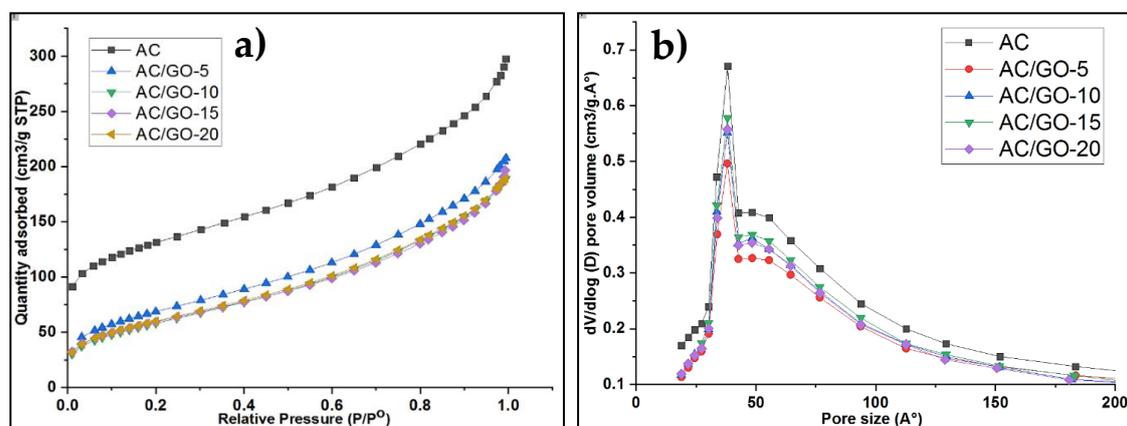 a)
AC
AC/GO-5
AC/GO-10
AC/GO-15
AC/GO-20
Quantity adsorbed (cm3/g STP)
300
250
200
150
100
50
0
0.0 0.2 0.4 0.6 0.8 1.0
Relative Pressure (P/P⁰)
b)
AC
AC/GO-5
AC/GO-10
AC/GO-15
AC/GO-20
dV/dlog (D) pore volume (cm3/g.A°)
0.7
0.6
0.5
0.4
0.3
0.2
0.1
0 50 100 150 200
Pore size (A°)